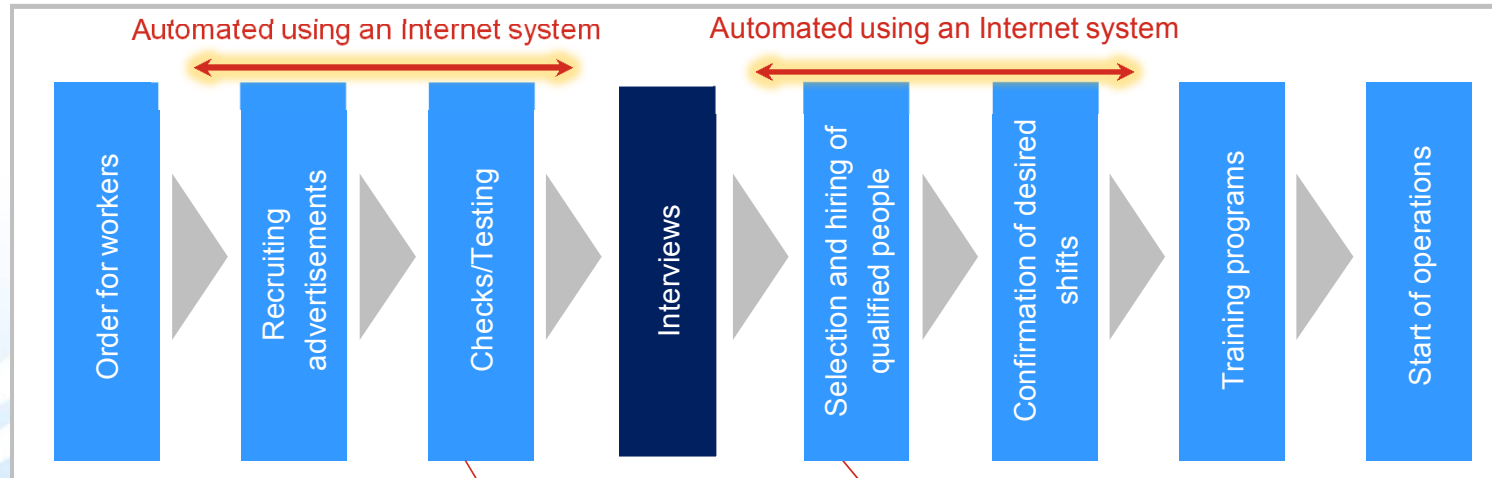 Automated using an Internet system
Automated using an Internet system
Order for workers
Recruiting
advertisements
Checks/Testing
Interviews
Selection and hiring of
qualified people
Confirmation of desired
shifts
Training programs
Start of operations